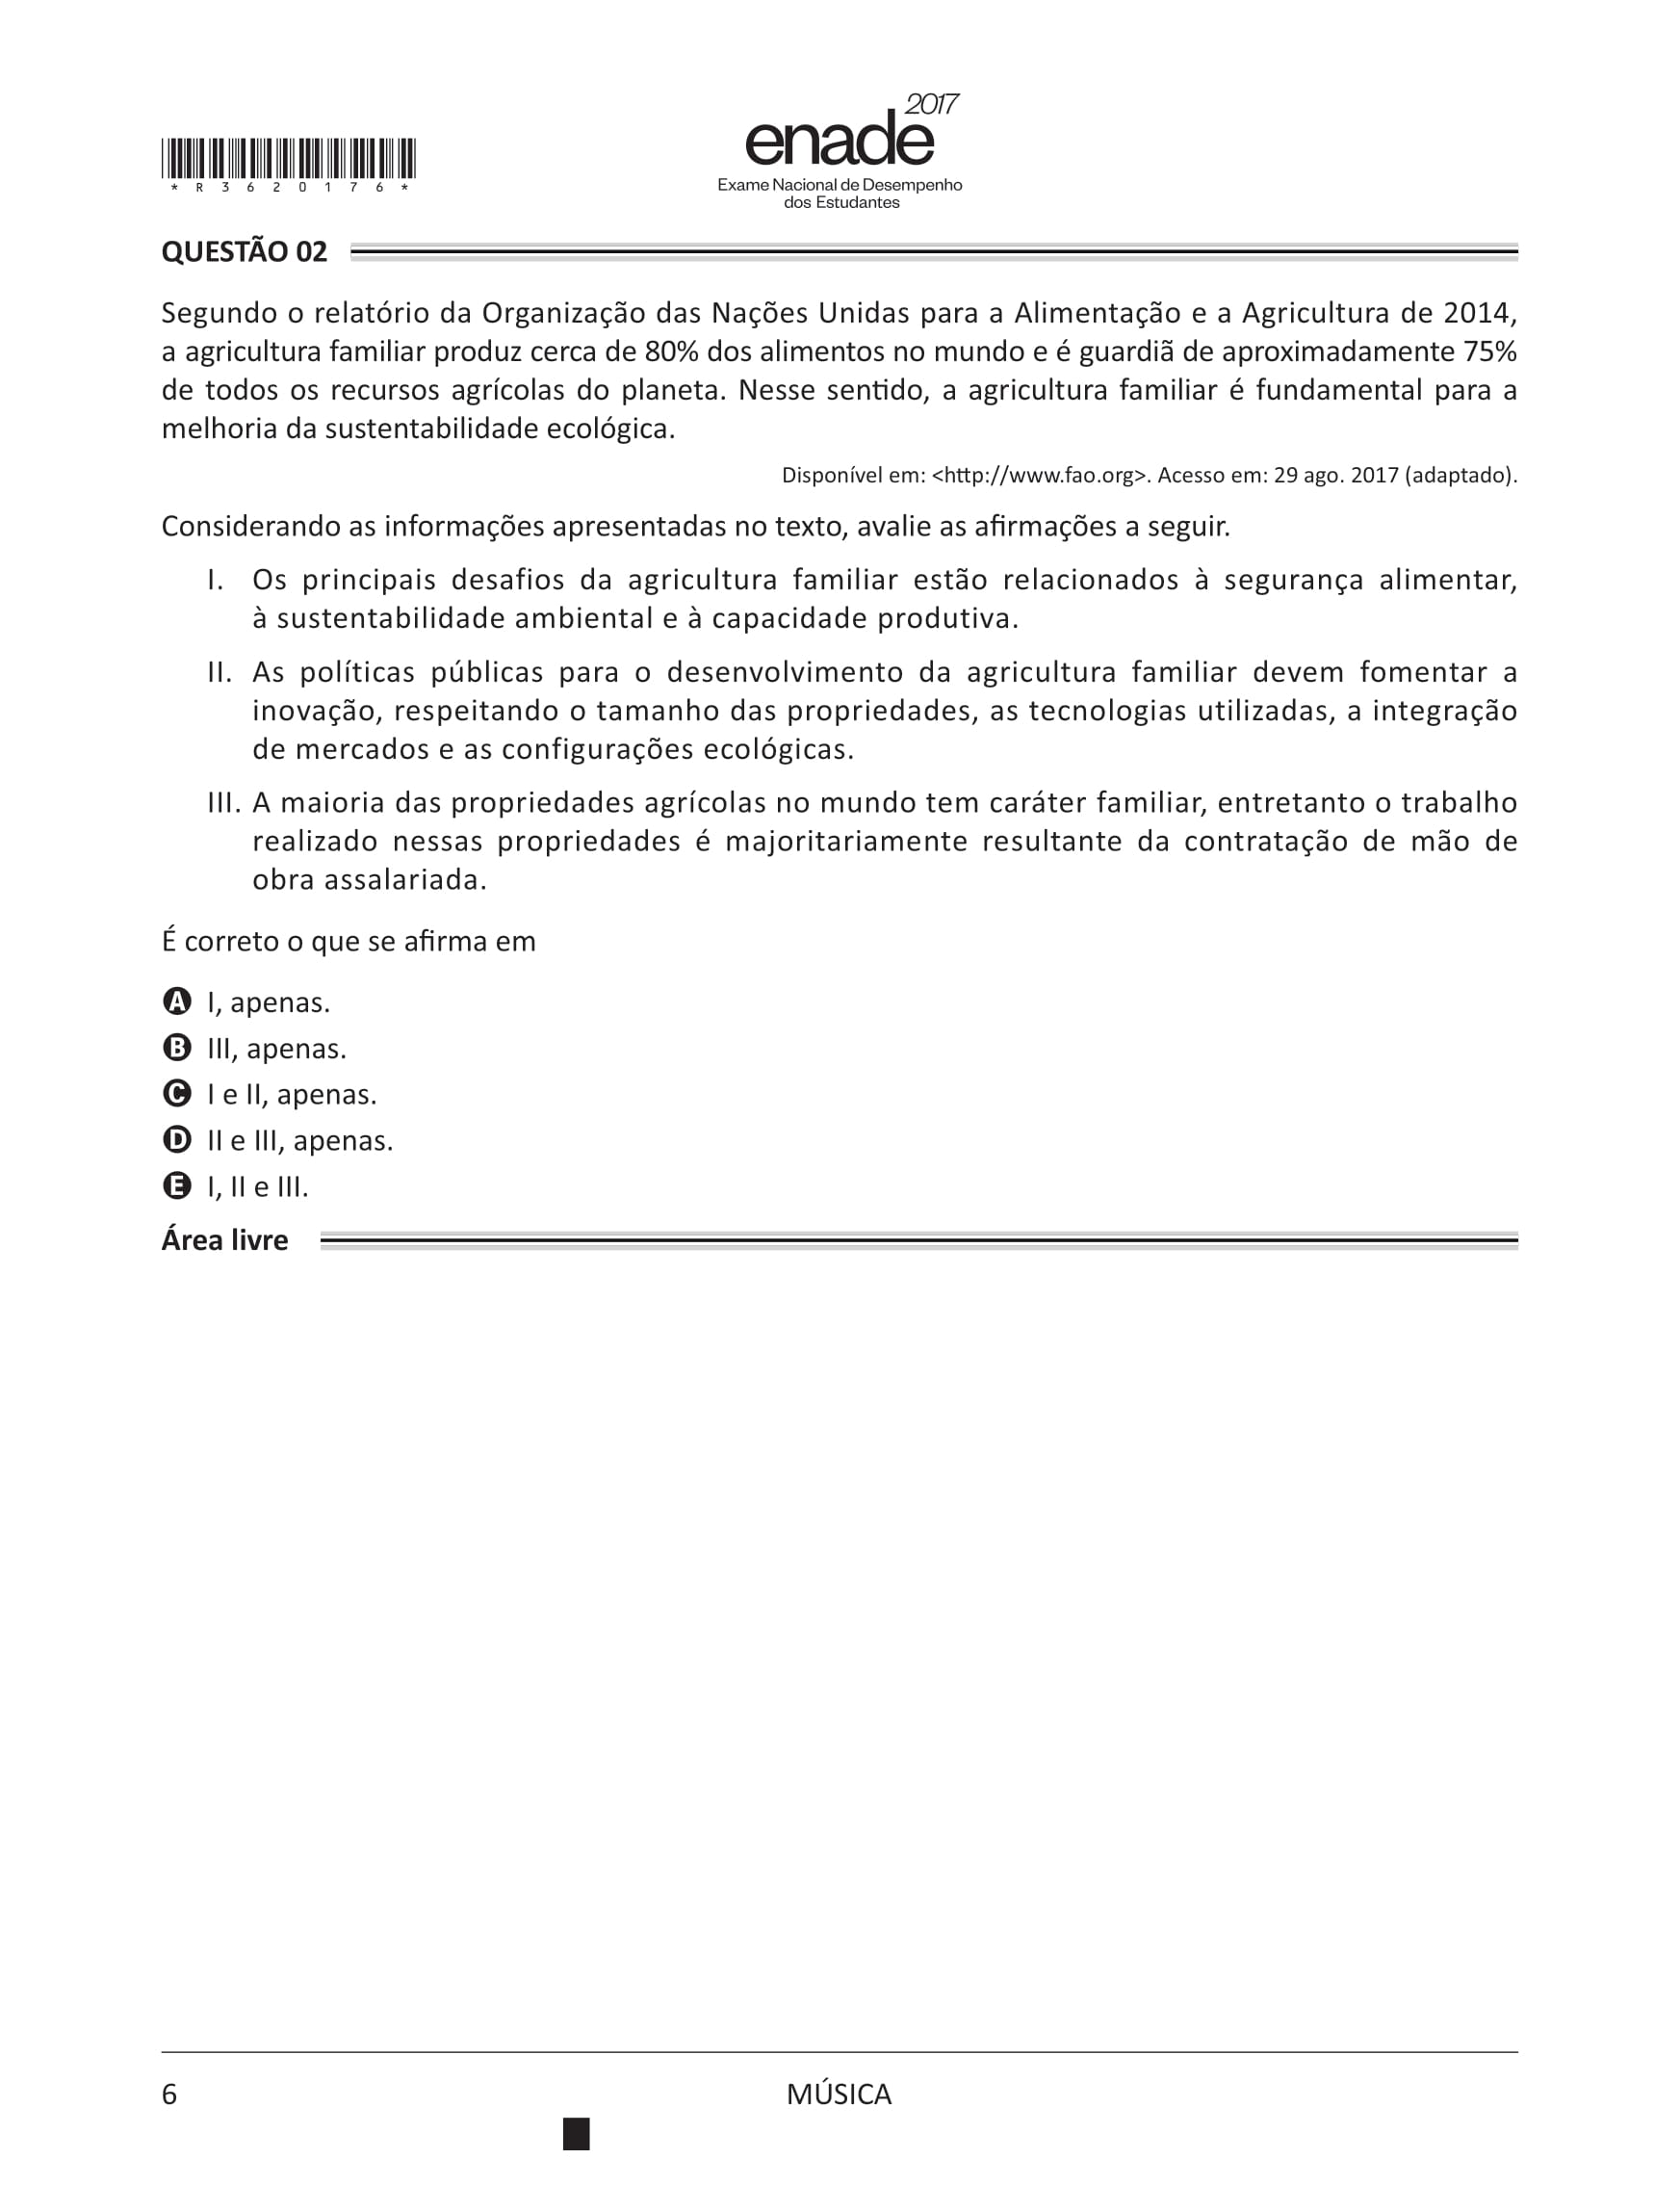 2017
enade
Exame Nacional de Desempenho
dos Estudantes
*R3620176*
QUESTÃO 02
Segundo o relatório da Organização das Nações Unidas para a Alimentação e a Agricultura de 2014,
a agricultura familiar produz cerca de 80% dos alimentos no mundo e é guardiã de aproximadamente 75%
de todos os recursos agrícolas do planeta. Nesse sentido, a agricultura familiar é fundamental para a
melhoria da sustentabilidade ecológica.
Disponível em: <http://www.fao.org>. Acesso em: 29 ago. 2017 (adaptado).
Considerando as informações apresentadas no texto, avalie as afirmações a seguir.
I. Os principais desafios da agricultura familiar estão relacionados à segurança alimentar,
à sustentabilidade ambiental e à capacidade produtiva.
II. As políticas públicas para o desenvolvimento da agricultura familiar devem fomentar a
inovação, respeitando o tamanho das propriedades, as tecnologias utilizadas, a integração
de mercados e as configurações ecológicas.
III. A maioria das propriedades agrícolas no mundo tem caráter familiar, entretanto o trabalho
realizado nessas propriedades é majoritariamente resultante da contratação de mão de
obra assalariada.
É correto o que se afirma em
A I, apenas.
B III, apenas.
C I e II, apenas.
D II e III, apenas.
E I, II e III.
Área livre
6
MÚSICA